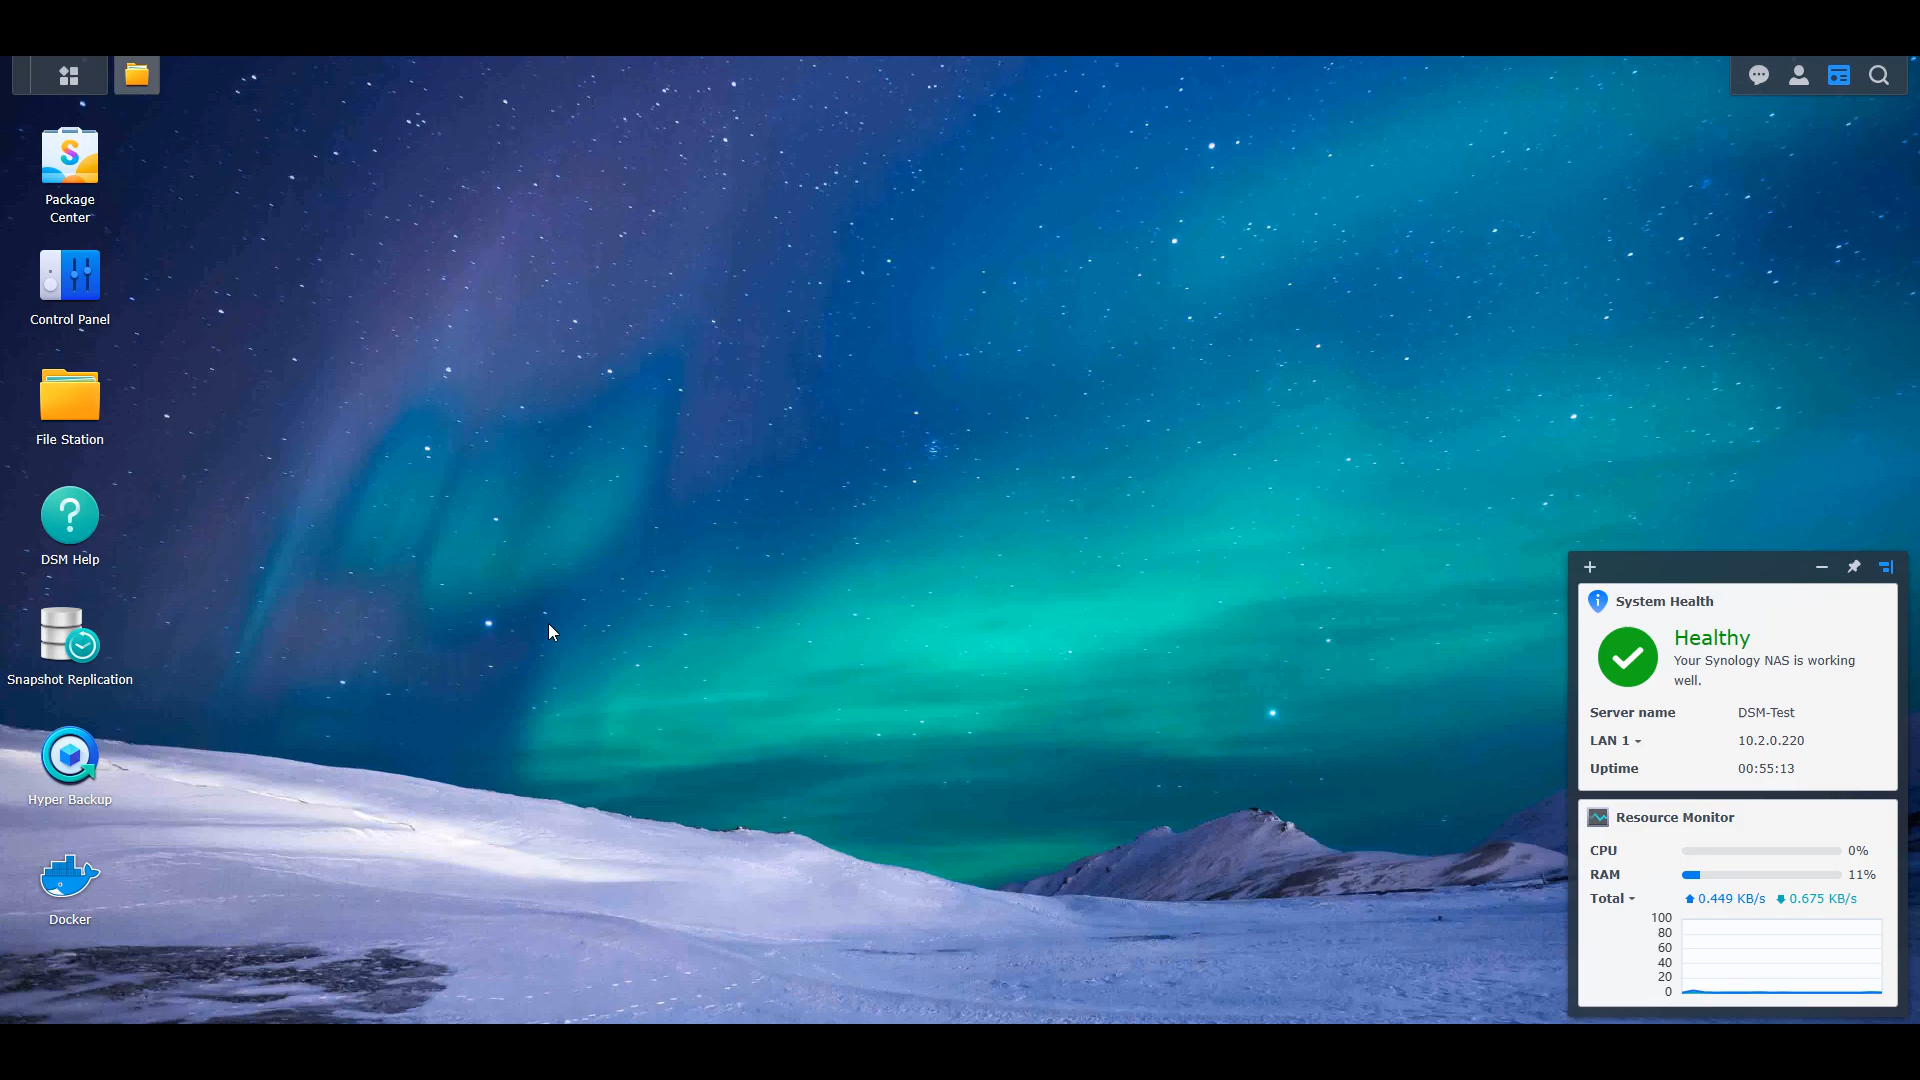 Package
Center
Control Panel
File Station
DSM Help
Snapshot Replication
Hyper Backup
Docker
System Health
Healthy
Your Synology NAS is working
well.
Server name DSM-Test
LAN 1 10.2.0.220
Uptime 00:55:13
Resource Monitor
CPU 0%
RAM 11%
Total 0.449 KB/s 0.675 KB/s
100
80
60
40
20
0